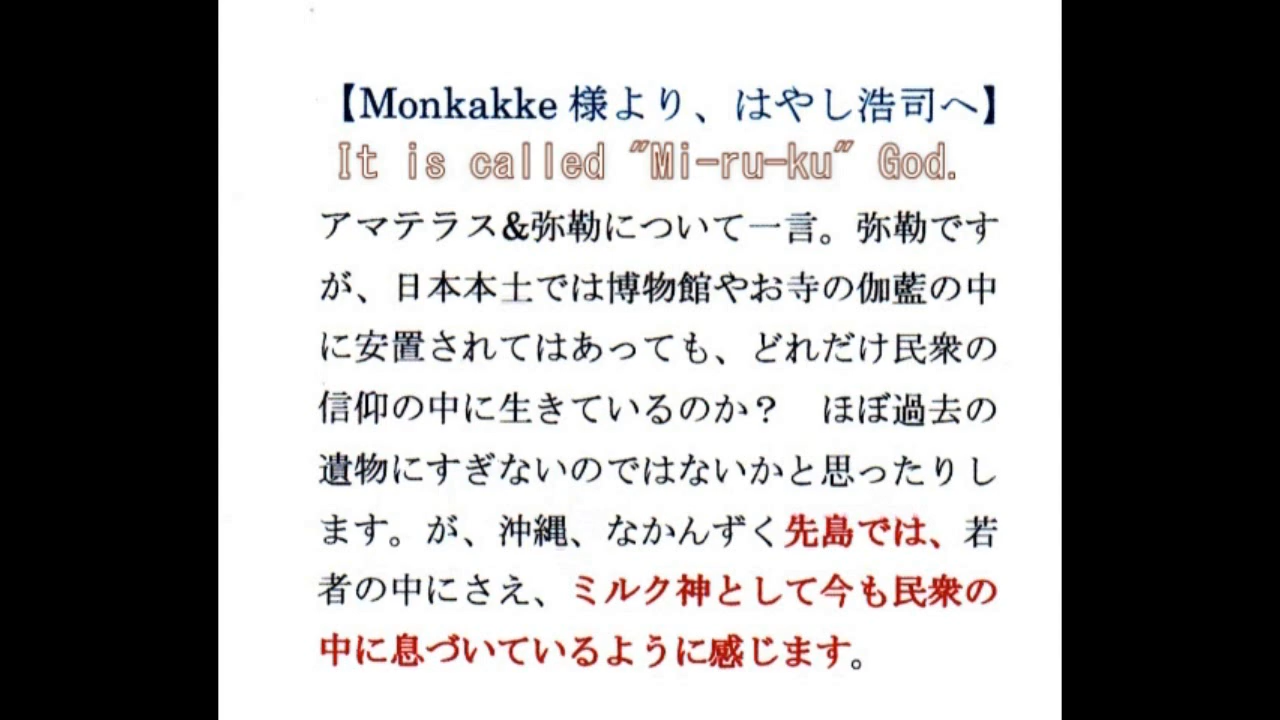 【Monkakke 様より、はやし浩司へ】
It is called "Mi-ru-ku" God.
アマテラス&弥勒について一言。弥勒です
が、日本本土では博物館やお寺の伽藍の中
に安置されてはあっても、どれだけ民衆の
信仰の中に生きているのか？　ほぼ過去の
遺物にすぎないのではないかと思ったりし
ます。が、沖縄、なかんずく先島では、若
者の中にさえ、ミルク神として今も民衆の
中に息づいているように感じます。